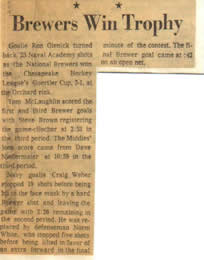 Brewers Win Trophy
Goalie Ron Olenick turned
back 23 Naval Academy shots
as the National Brewers won
the Chesapeake Hockey
League's Goertler Cup, 3-1, at
the Orchard rink.
Tom McLaughlin scored the
first and third Brewer goals
with Steve Brown registering
the game-clincher at 2:51 in
the third period. The Middies'
lone score came from Dave
Niedermaier at 10:59 in the
third period.
Navy goalie Craig Weber
stopped 19 shots before being
hit in the face mask by a hard
Brewer shot and leaving the
game with 2:26 remaining in
the second period. He was re-
placed by defenseman Norm
White, who stopped five shots
before being lifted in favor of
an extra forward in the final
minute of the contest. The fi-
nal Brewer goal came at :42
on an open net.